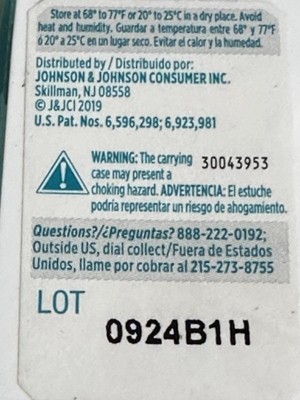 Store at 68° to 77°F or 20° to 25°C in a dry place. Avoid
heat and humidity. Guardar a temperatura entre 68° y 77°F
ó 20° a 25°C en un lugar seco. Evitar el calor y la humedad.
Distributed by / Distribuido por:
JOHNSON & JOHNSON CONSUMER INC.
Skillman, NJ 08558
© J&JCI 2019
U.S. Pat. Nos. 6,596,298; 6,923,981
WARNING: The carrying 30043953
case may present a
choking hazard. ADVERTENCIA: El estuche
podría representar un riesgo de ahogamiento.
Questions?/¿Preguntas? 888-222-0192;
Outside US, dial collect/Fuera de Estados
Unidos, llame por cobrar al 215-273-8755
LOT
0924B1H